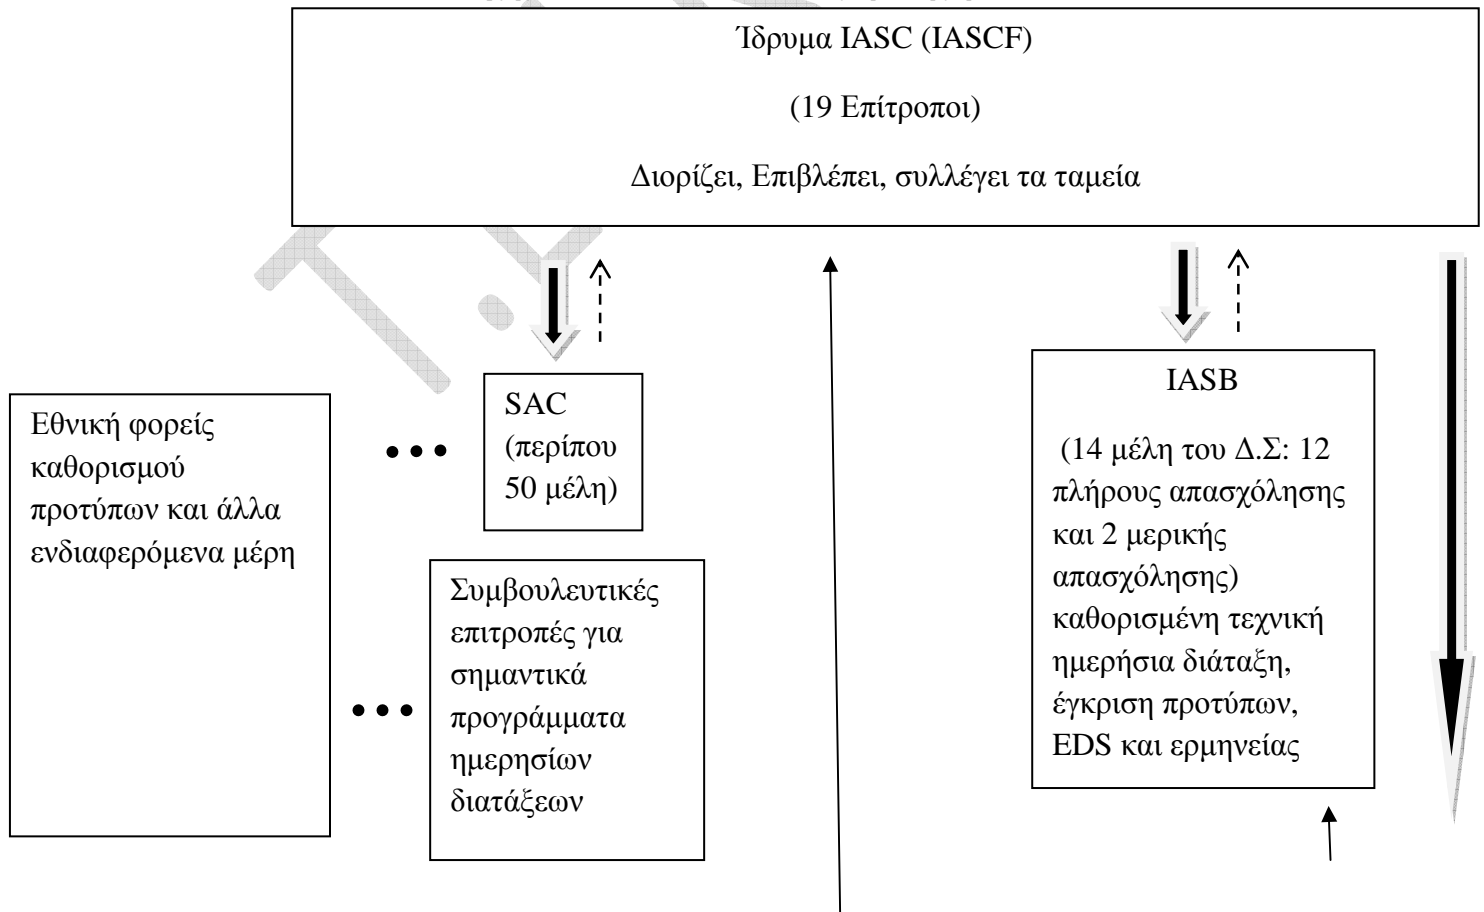 Ίδρυμα IASC (IASCF)
(19 Επίτροποι)
Διορίζει, Επιβλέπει, συλλέγει τα ταμεία
Εθνική φορείς
καθορισμού
προτύπων και άλλα
ενδιαφερόμενα μέρη
SAC
(περίπου
50 μέλη)
Συμβουλευτικές
επιτροπές για
σημαντικά
προγράμματα
ημερησίων
διατάξεων
IASB
(14 μέλη του Δ.Σ: 12
πλήρους απασχόλησης
και 2 μερικής
απασχόλησης)
καθορισμένη τεχνική
ημερήσια διάταξη,
έγκριση προτύπων,
EDS και ερμηνείας